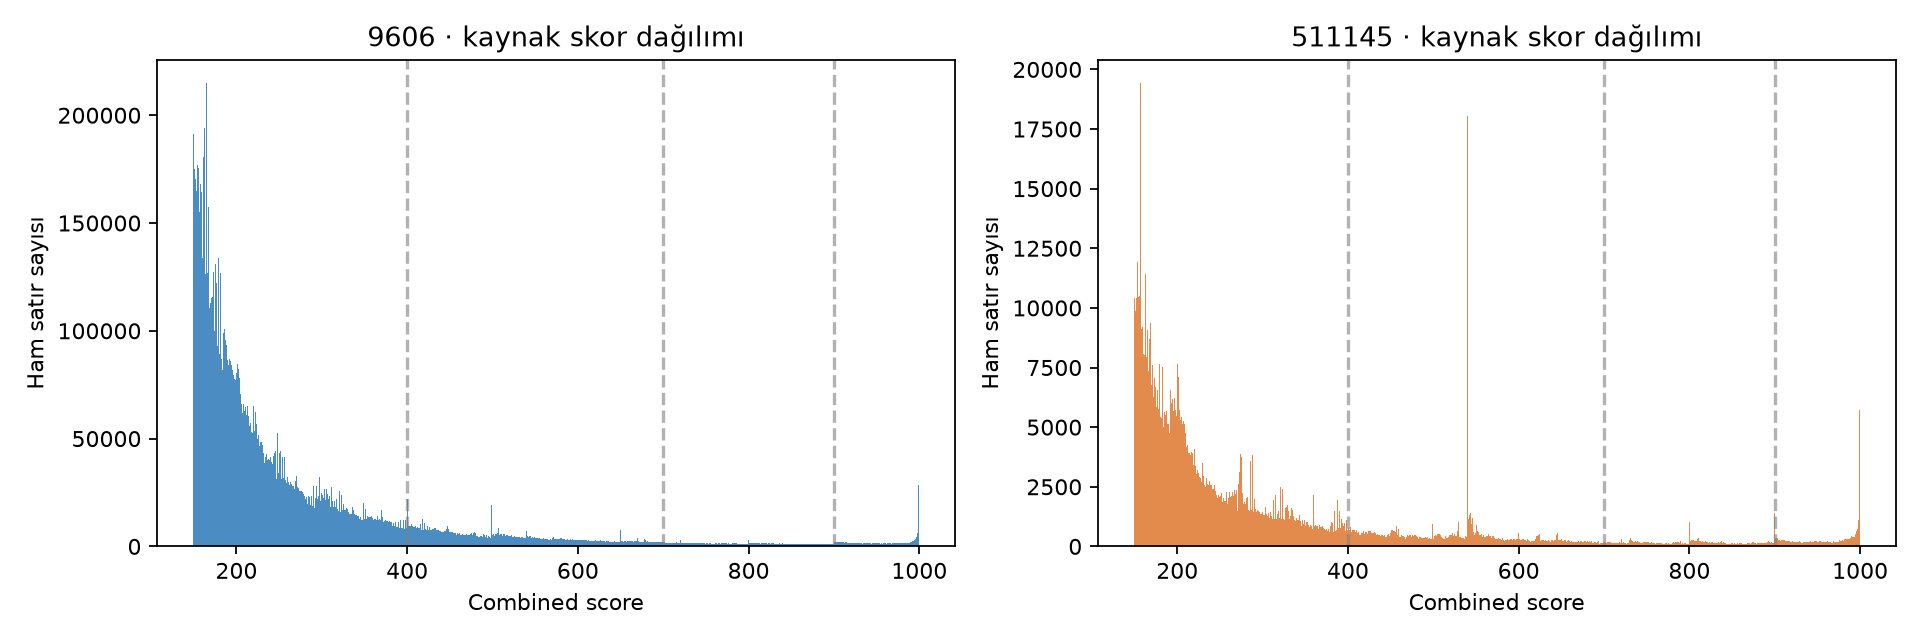 9606 · kaynak skor dağılımı
Ham satır sayısı
200000
150000
100000
50000
0
200 400 600 800 1000
Combined score
511145 · kaynak skor dağılımı
Ham satır sayısı
20000
17500
15000
12500
10000
7500
5000
2500
0
200 400 600 800 1000
Combined score